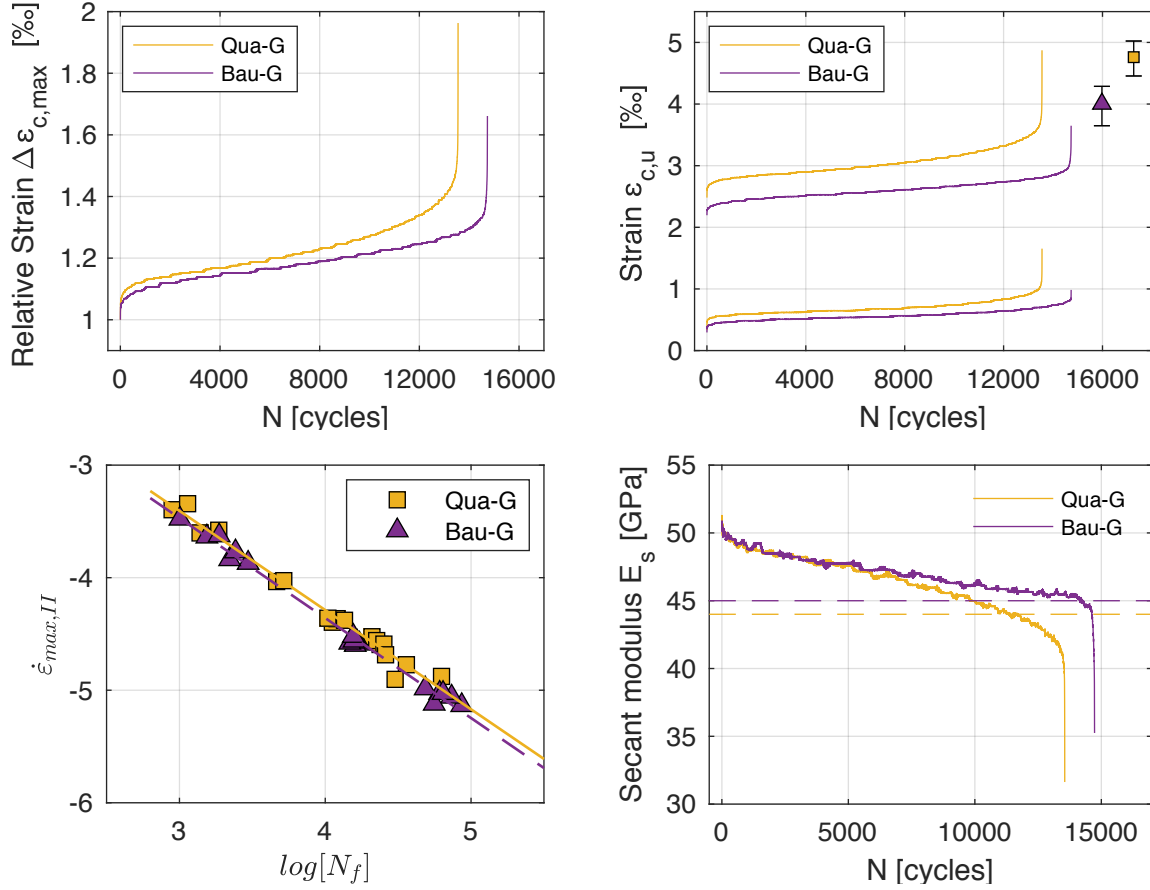 Relative Strain Δε_c,max [‰]
2
1.8
1.6
1.4
1.2
1
0 4000 8000 12000 16000
N [cycles]
Qua-G
Bau-G
Strain ε_c,u [‰]
5
4
3
2
1
0
0 4000 8000 12000 16000
N [cycles]
Qua-G
Bau-G
ε̇_max,II
-3
-4
-5
-6
3 4 5
log[N_f]
Qua-G
Bau-G
Secant modulus E_s [GPa]
55
50
45
40
35
30
0 5000 10000 15000
N [cycles]
Qua-G
Bau-G